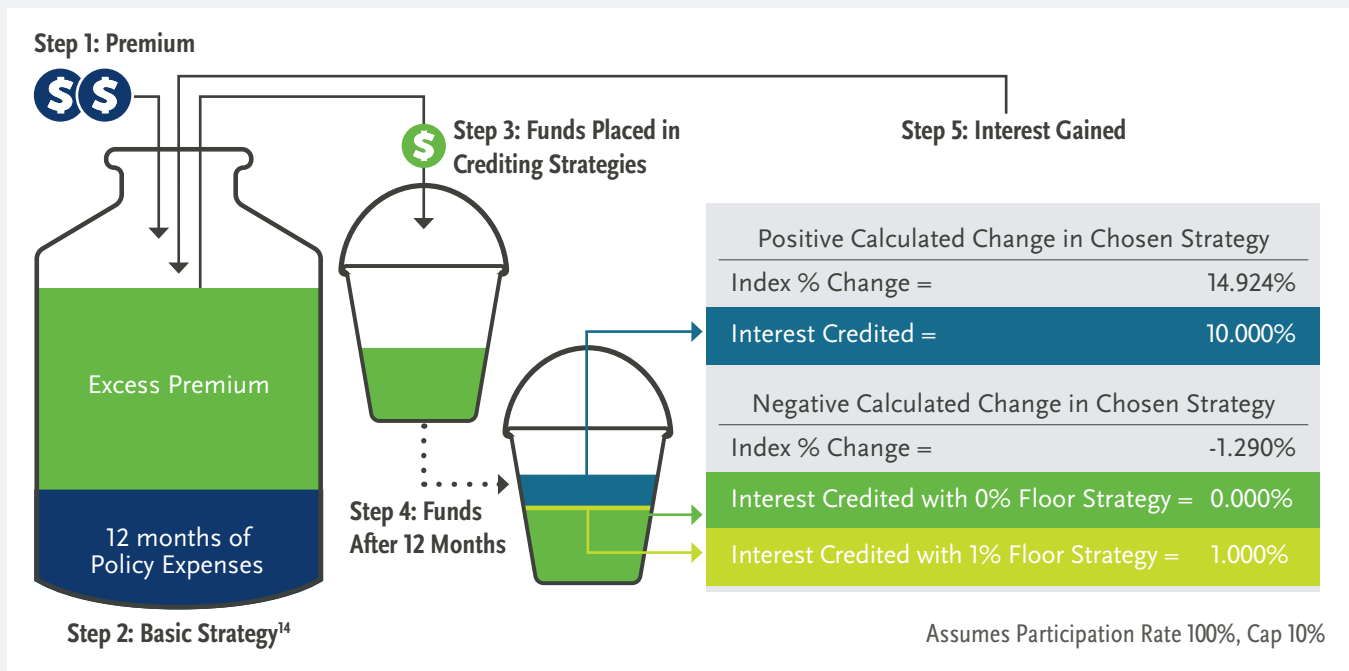 Step 1: Premium
$ $
Step 3: Funds Placed in
Crediting Strategies
$
Step 5: Interest Gained
Positive Calculated Change in Chosen Strategy
Index % Change = 14.924%
Interest Credited = 10.000%
Negative Calculated Change in Chosen Strategy
Index % Change = -1.290%
Interest Credited with 0% Floor Strategy = 0.000%
Interest Credited with 1% Floor Strategy = 1.000%
Excess Premium
12 months of
Policy Expenses
Step 4: Funds
After 12 Months
Step 2: Basic Strategy¹⁴
Assumes Participation Rate 100%, Cap 10%